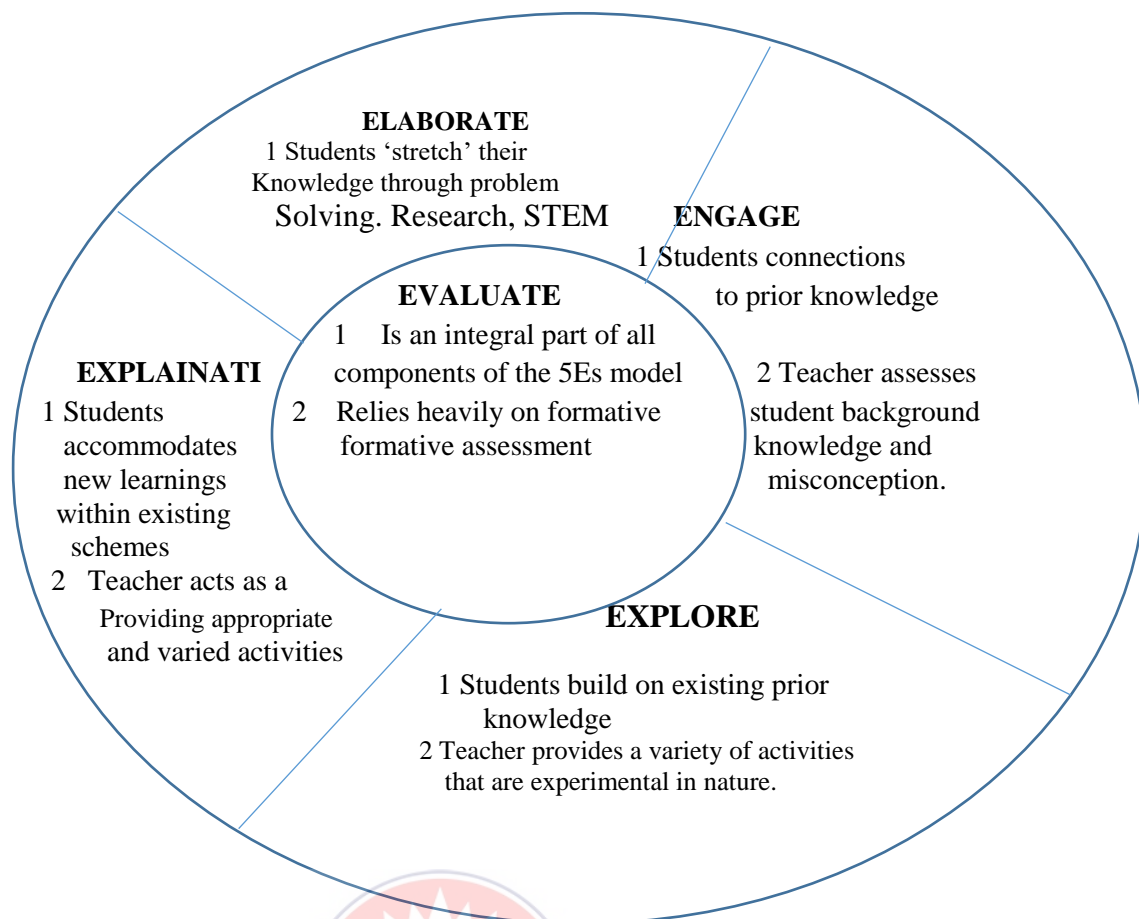 ELABORATE
1 Students ‘stretch’ their
Knowledge through problem
Solving. Research, STEM
ENGAGE
1 Students connections
to prior knowledge
2 Teacher assesses
student background
knowledge and
misconception.
EVALUATE
1 Is an integral part of all
components of the 5Es model
2 Relies heavily on formative
formative assessment
EXPLAINATI
1 Students
accommodates
new learnings
within existing
schemes
2 Teacher acts as a
Providing appropriate
and varied activities
EXPLORE
1 Students build on existing prior
knowledge
2 Teacher provides a variety of activities
that are experimental in nature.